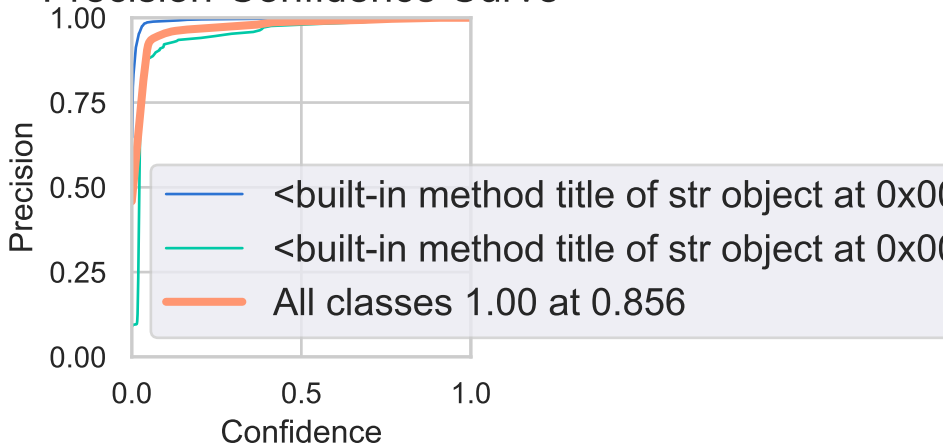 Precision-Confidence Curve
1.00
0.75
0.50
0.25
0.00
Precision
<built-in method title of str object at 0x00
<built-in method title of str object at 0x00
All classes 1.00 at 0.856
0.0 0.5 1.0
Confidence